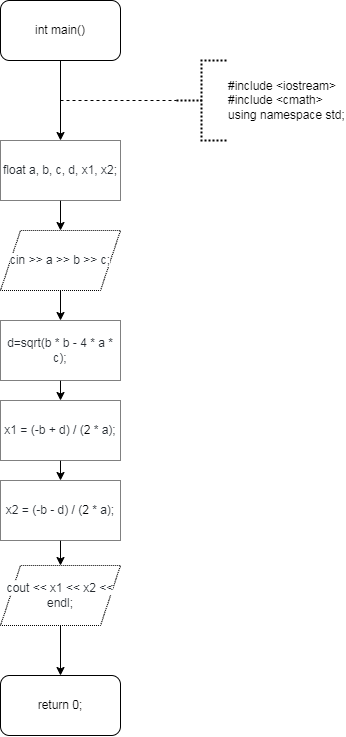 int main()
#include <iostream>
#include <cmath>
using namespace std;
float a, b, c, d, x1, x2;
cin >> a >> b >> c;
d=sqrt(b * b - 4 * a *
c);
x1 = (-b + d) / (2 * a);
x2 = (-b - d) / (2 * a);
cout << x1 << x2 <<
endl;
return 0;